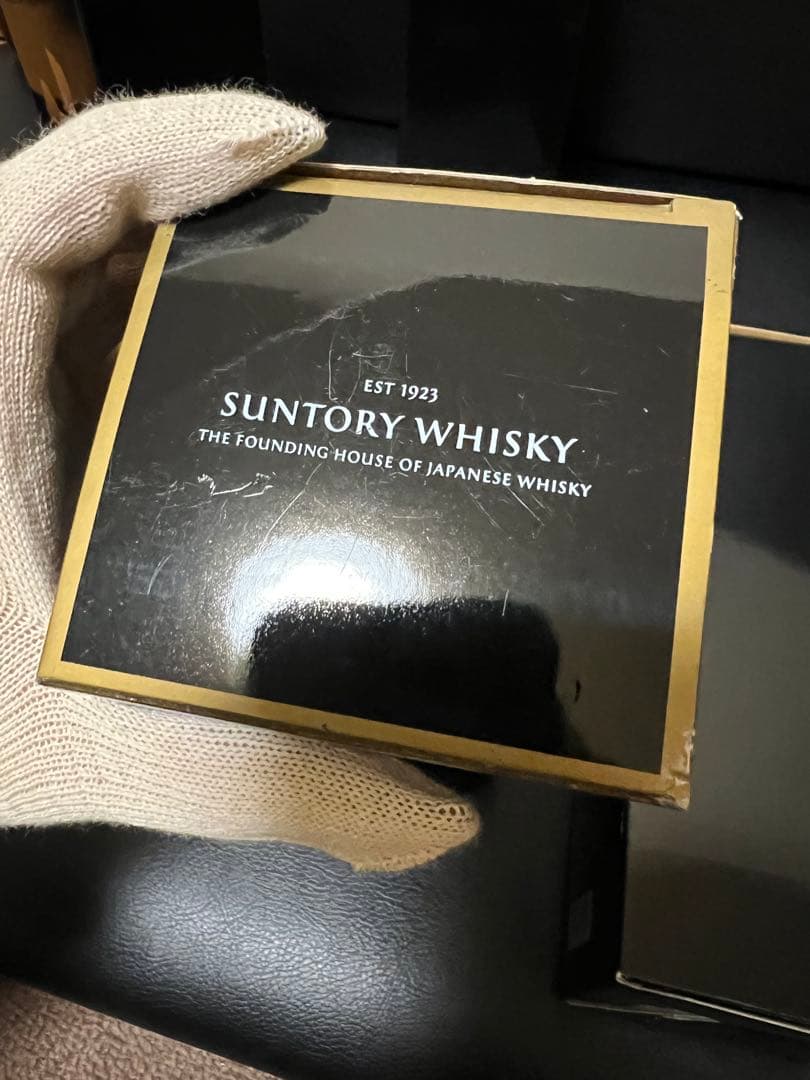 EST 1923
SUNTORY WHISKY
THE FOUNDING HOUSE OF JAPANESE WHISKY